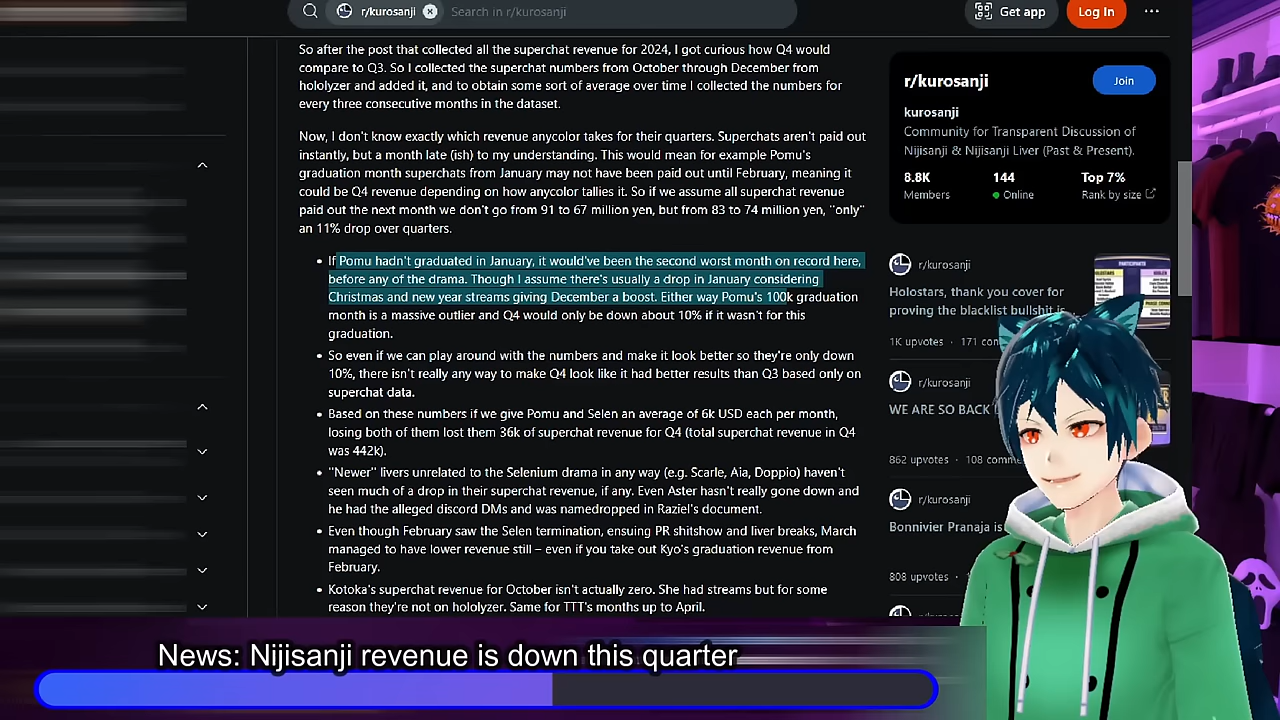 r/kurosanji
Search in r/kurosanji
Get app
Log In
So after the post that collected all the superchat revenue for 2024, I got curious how Q4 would
compare to Q3. So I collected the superchat numbers from October through December from
hololyzer and added it, and to obtain some sort of average over time I collected the numbers for
every three consecutive months in the dataset.
Now, I don't know exactly which revenue anycolor takes for their quarters. Superchats aren't paid out
instantly, but a month late (ish) to my understanding. This would mean for example Pomu's
graduation month superchats from January may not have been paid out until February, meaning it
could be Q4 revenue depending on how anycolor tallies it. So if we assume all superchat revenue
paid out the next month we don't go from 91 to 67 million yen, but from 83 to 74 million yen, "only"
an 11% drop over quarters.
• If Pomu hadn't graduated in January, it would've been the second worst month on record here,
before any of the drama. Though I assume there's usually a drop in January considering
Christmas and new year streams giving December a boost. Either way Pomu's 100k graduation
month is a massive outlier and Q4 would only be down about 10% if it wasn't for this
graduation.
• So even if we can play around with the numbers and make it look better so they're only down
10%, there isn't really any way to make Q4 look like it had better results than Q3 based only on
superchat data.
• Based on these numbers if we give Pomu and Selen an average of 6k USD each per month,
losing both of them lost them 36k of superchat revenue for Q4 (total superchat revenue in Q4
was 442k).
• "Newer" livers unrelated to the Selenium drama in any way (e.g. Scarle, Aia, Doppio) haven't
seen much of a drop in their superchat revenue, if any. Even Aster hasn't really gone down and
he had the alleged discord DMs and was namedropped in Raziel's document.
• Even though February saw the Selen termination, ensuing PR shitshow and liver breaks, March
managed to have lower revenue still – even if you take out Kyo's graduation revenue from
February.
• Kotoka's superchat revenue for October isn't actually zero. She had streams but for some
reason they're not on hololyzer. Same for TTT's months up to April.
r/kurosanji
Join
kurosanji
Community for Transparent Discussion of
Nijisanji & Nijisanji Liver (Past & Present).
8.8K
144
Top 7%
Members
Online
Rank by size
r/kurosanji
Holostars, thank you cover for
proving the blacklist bullshit is
1K upvotes · 171 com
r/kurosanji
WE ARE SO BACK
862 upvotes · 108 comme
r/kurosanji
Bonnivier Pranaja is
808 upvotes ·
News: Nijisanji revenue is down this quarter